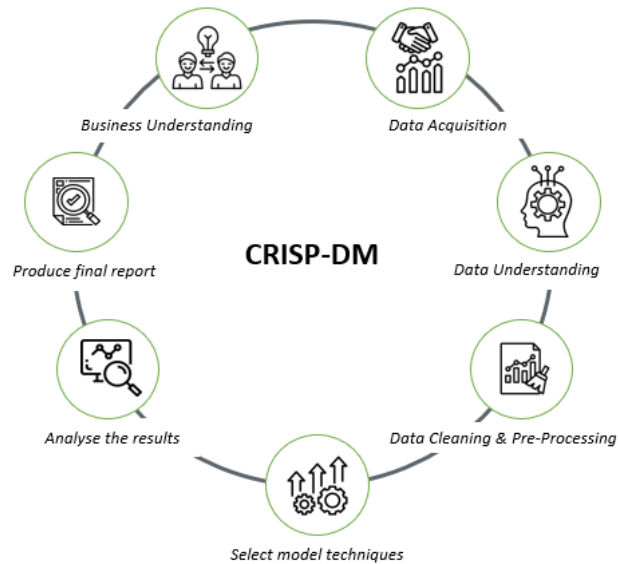 Business Understanding
Data Acquisition
Produce final report
CRISP-DM
Data Understanding
Analyse the results
Data Cleaning & Pre-Processing
Select model techniques